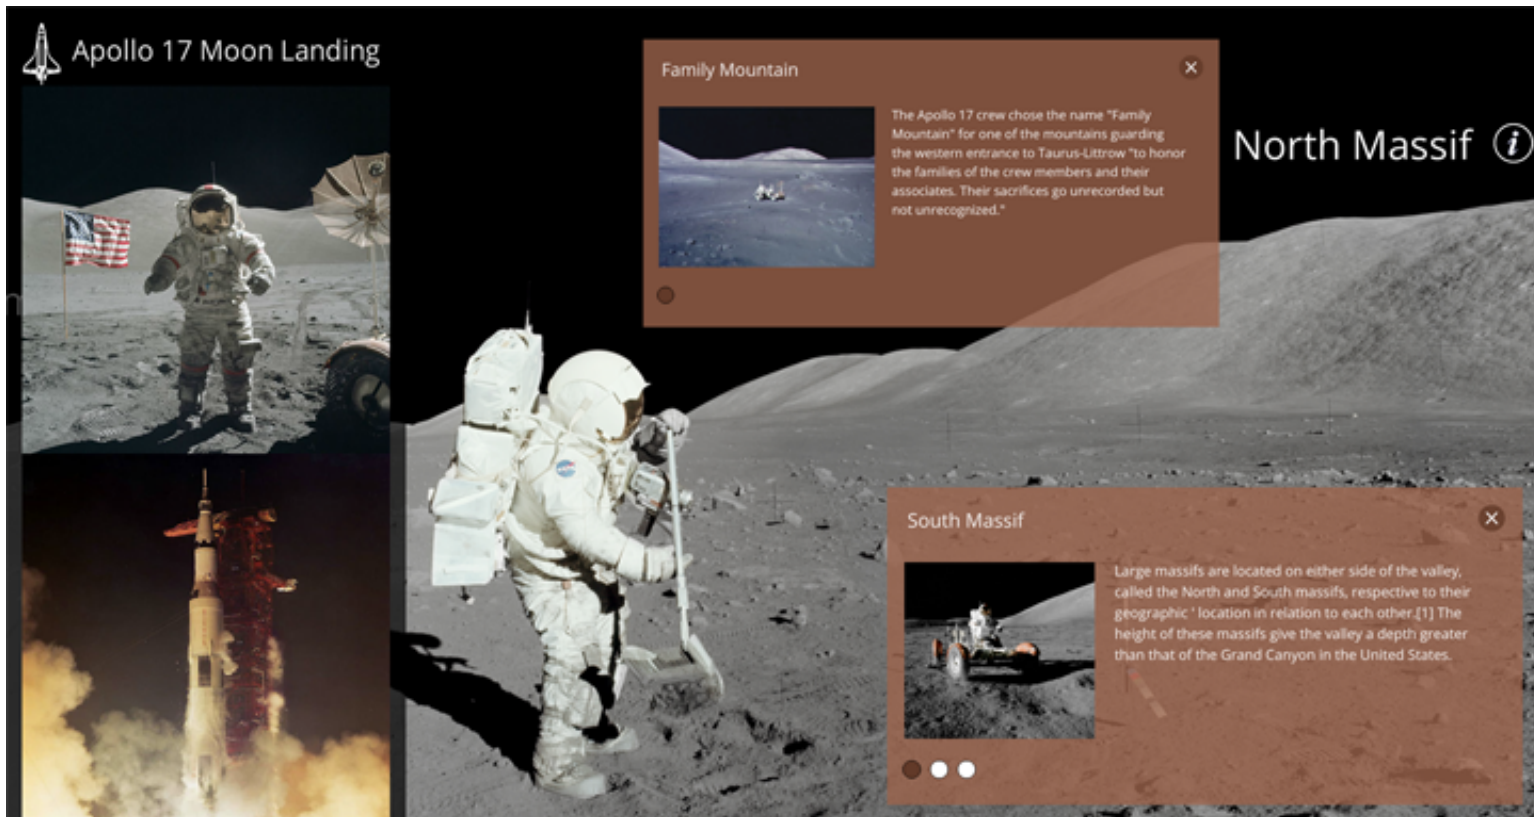 Apollo 17 Moon Landing
Family Mountain
The Apollo 17 crew chose the name "Family
Mountain" for one of the mountains guarding
the western entrance to Taurus-Littrow "to honor
the families of the crew members and their
associates. Their sacrifices go unrecorded but
not unrecognized."
North Massif
South Massif
Large massifs are located on either side of the valley,
called the North and South massifs, respective to their
geographic ' location in relation to each other.[1] The
height of these massifs give the valley a depth greater
than that of the Grand Canyon in the United States.
NASA